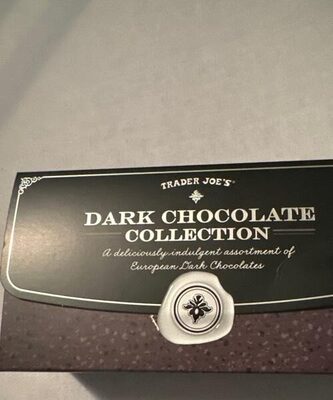 TRADER JOE'S®
DARK CHOCOLATE
COLLECTION
A deliciously indulgent assortment of
European Dark Chocolates